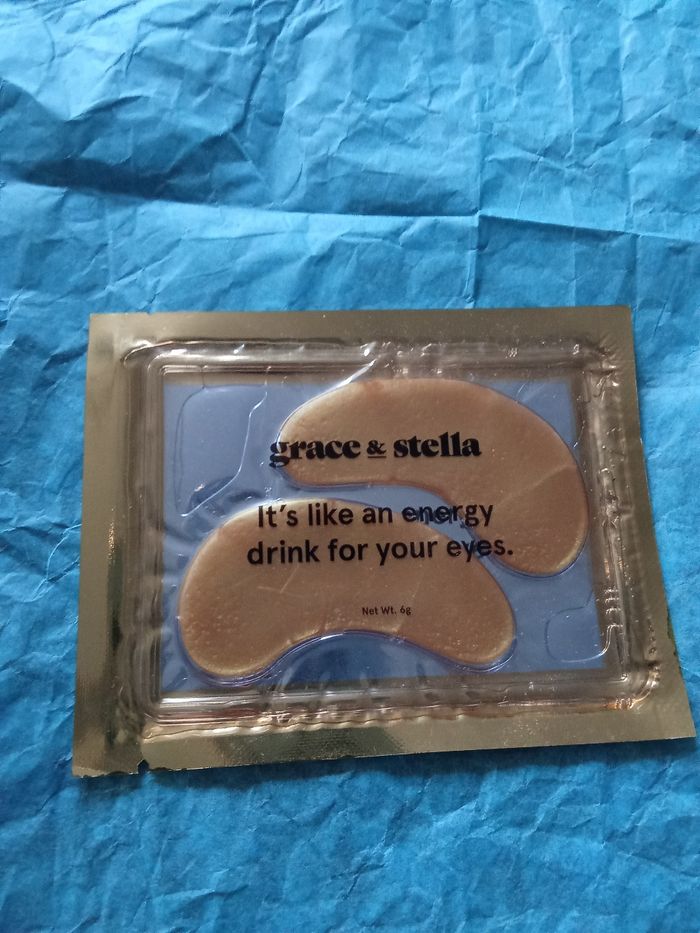 grace & stella
It's like an energy
drink for your eyes.
Net Wt. 6g